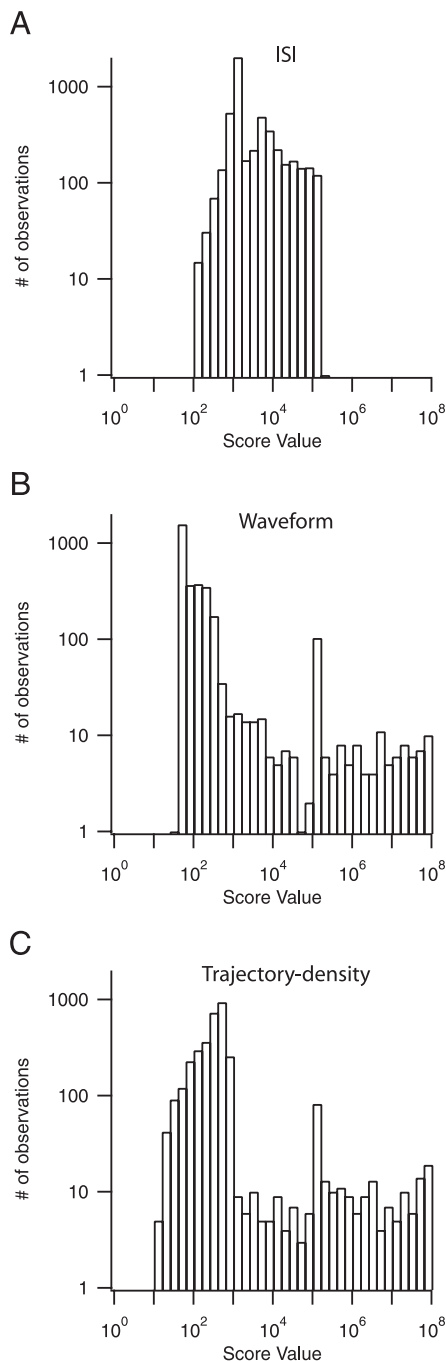 A
ISI
1000
100
10
1
# of observations
10^0 10^2 10^4 10^6 10^8
Score Value
B
Waveform
1000
100
10
1
# of observations
10^0 10^2 10^4 10^6 10^8
Score Value
C
Trajectory-density
1000
100
10
1
# of observations
10^0 10^2 10^4 10^6 10^8
Score Value